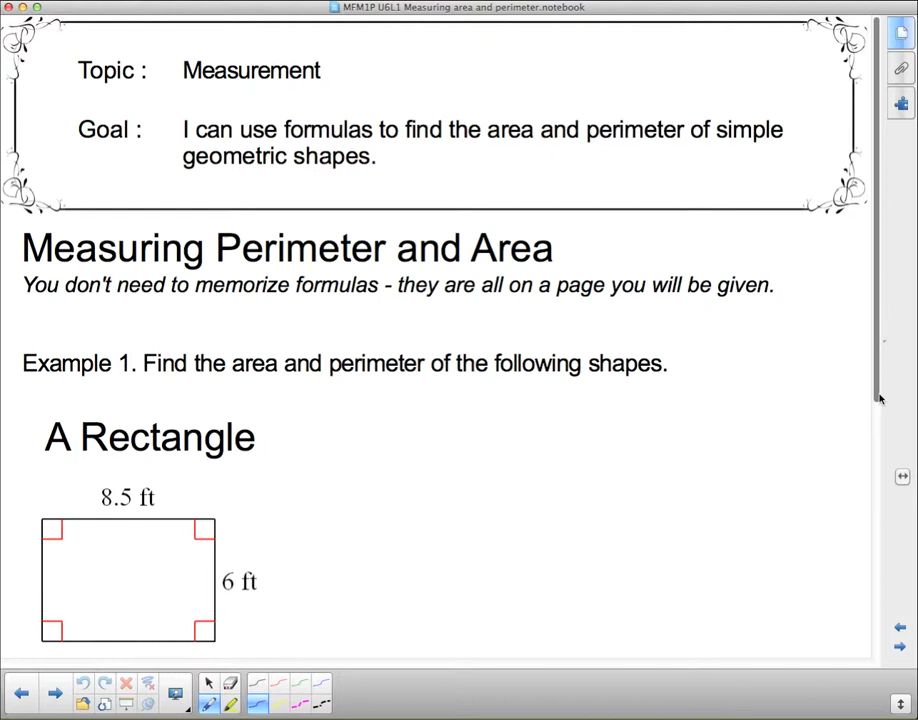 MFM1P U6L1 Measuring area and perimeter.notebook
Topic : Measurement
Goal : I can use formulas to find the area and perimeter of simple
geometric shapes.
Measuring Perimeter and Area
You don't need to memorize formulas - they are all on a page you will be given.
Example 1. Find the area and perimeter of the following shapes.
A Rectangle
8.5 ft
6 ft